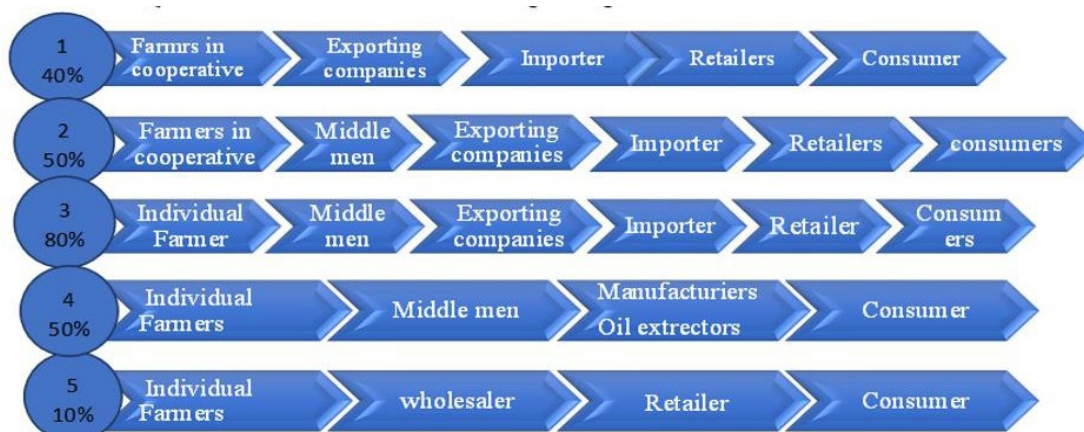 1
40%
Farmrs in
cooperative
Exporting
companies
Importer
Retailers
Consumer
2
50%
Farmers in
cooperative
Middle
men
Exporting
companies
Importer
Retailers
consumers
3
80%
Individual
Farmer
Middle
men
Exporting
companies
Importer
Retailer
Consum
ers
4
50%
Individual
Farmers
Middle men
Manufacturiers
Oil extrectors
Consumer
5
10%
Individual
Farmers
wholesaler
Retailer
Consumer